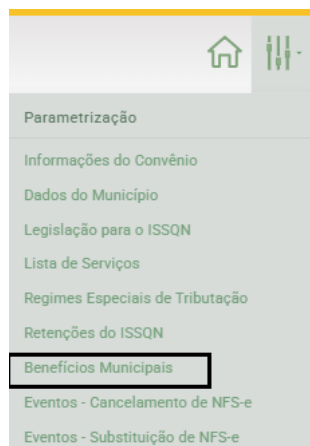 Parametrização
Informações do Convênio
Dados do Município
Legislação para o ISSQN
Lista de Serviços
Regimes Especiais de Tributação
Retenções do ISSQN
Benefícios Municipais
Eventos - Cancelamento de NFS-e
Eventos - Substituição de NFS-e